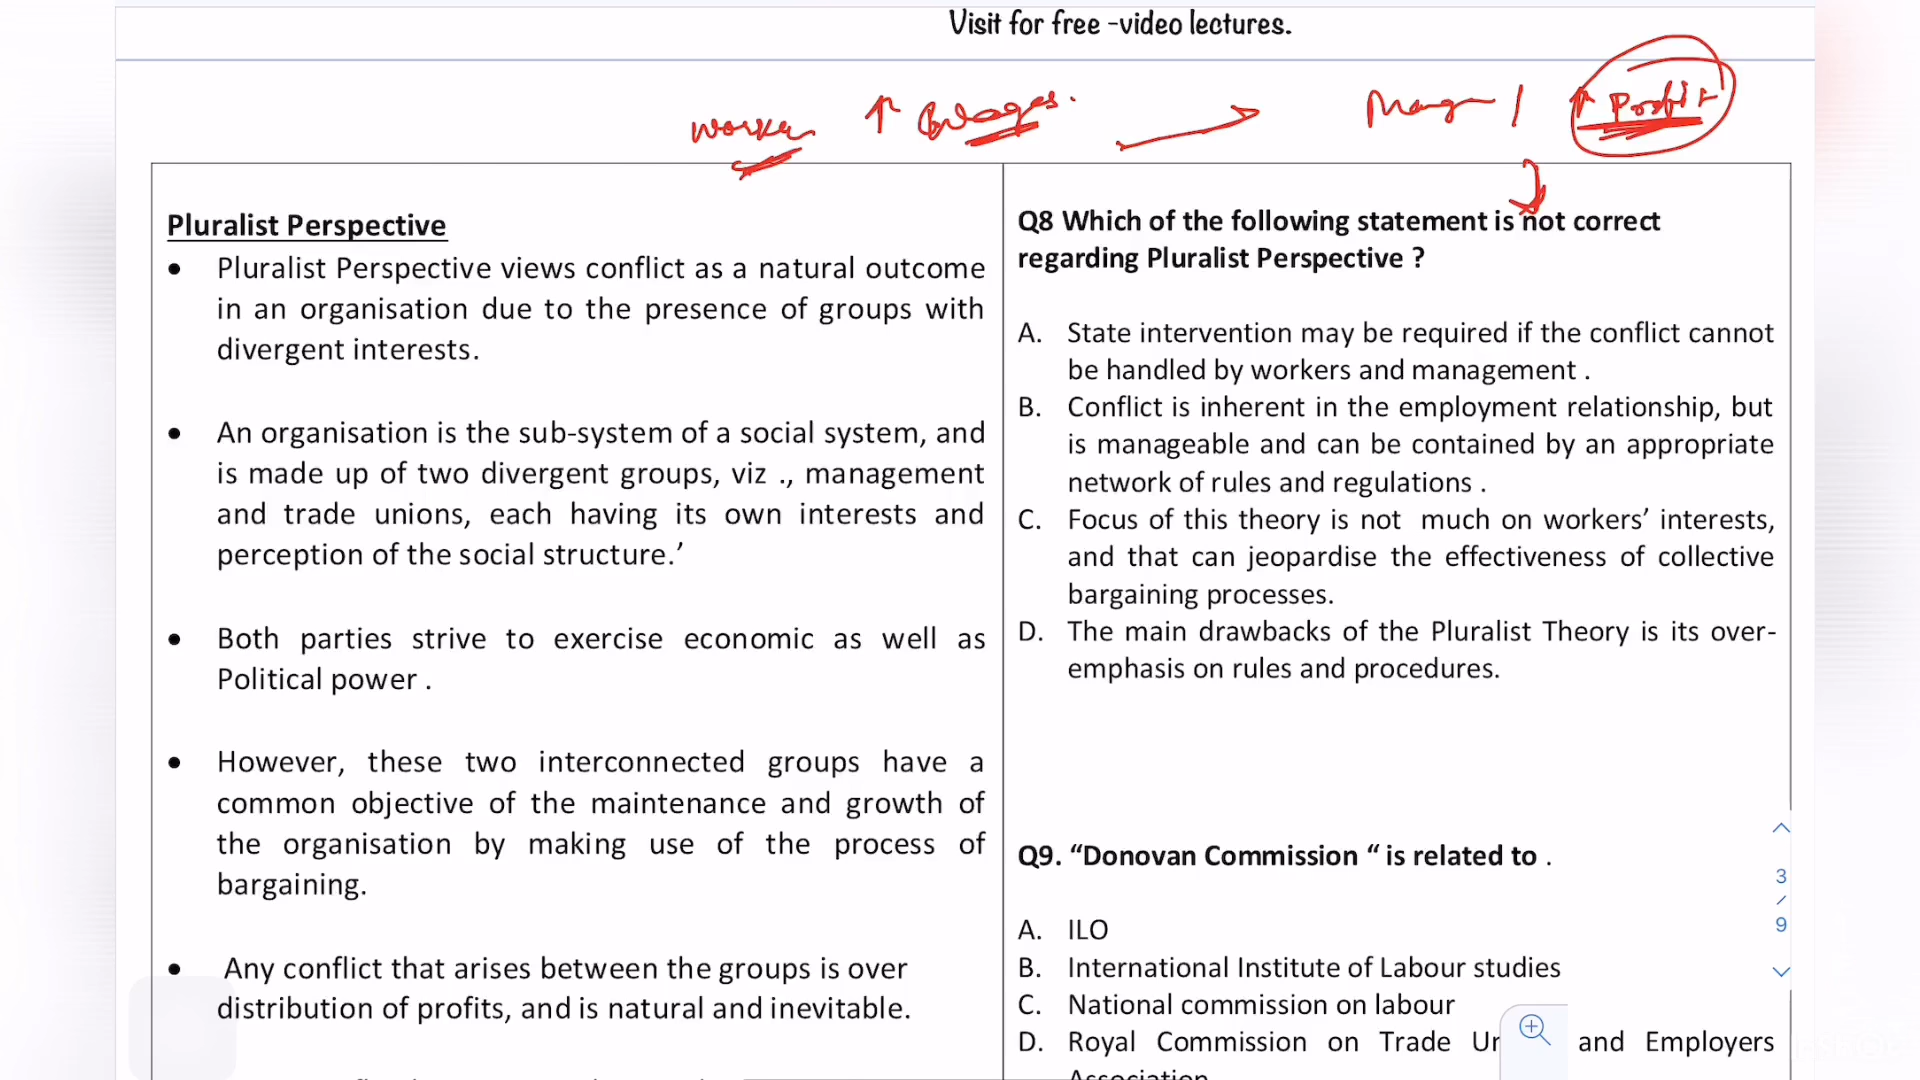 Visit for free -video lectures.
worker ↑ wages. → Manger / ↑ Profit
Pluralist Perspective
• Pluralist Perspective views conflict as a natural outcome
in an organisation due to the presence of groups with
divergent interests.
• An organisation is the sub-system of a social system, and
is made up of two divergent groups, viz ., management
and trade unions, each having its own interests and
perception of the social structure.’
• Both parties strive to exercise economic as well as
Political power .
• However, these two interconnected groups have a
common objective of the maintenance and growth of
the organisation by making use of the process of
bargaining.
• Any conflict that arises between the groups is over
distribution of profits, and is natural and inevitable.
Q8 Which of the following statement is not correct
regarding Pluralist Perspective ?
A. State intervention may be required if the conflict cannot
be handled by workers and management .
B. Conflict is inherent in the employment relationship, but
is manageable and can be contained by an appropriate
network of rules and regulations .
C. Focus of this theory is not much on workers’ interests,
and that can jeopardise the effectiveness of collective
bargaining processes.
D. The main drawbacks of the Pluralist Theory is its over-
emphasis on rules and procedures.
Q9. “Donovan Commission “ is related to .
A. ILO
B. International Institute of Labour studies
C. National commission on labour
D. Royal Commission on Trade Un and Employers
Association
3
/
9